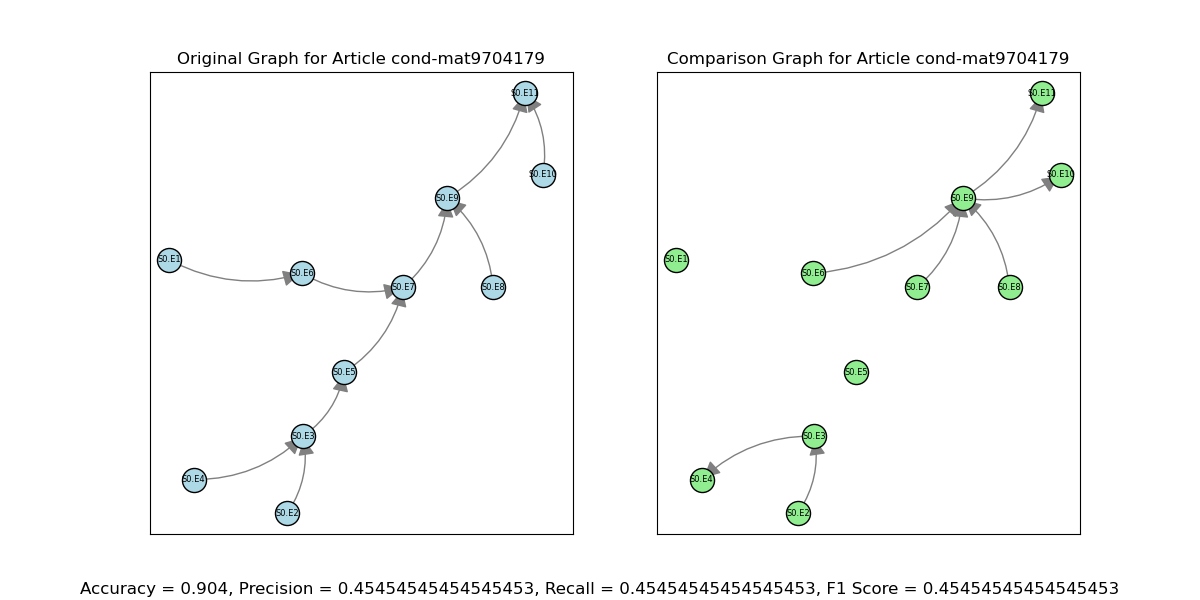 Original Graph for Article cond-mat9704179
Comparison Graph for Article cond-mat9704179
S0.E11
S0.E10
S0.E9
S0.E1
S0.E6
S0.E7
S0.E8
S0.E5
S0.E3
S0.E4
S0.E2
S0.E11
S0.E10
S0.E9
S0.E1
S0.E6
S0.E7
S0.E8
S0.E5
S0.E3
S0.E4
S0.E2
Accuracy = 0.904, Precision = 0.45454545454545453, Recall = 0.45454545454545453, F1 Score = 0.45454545454545453